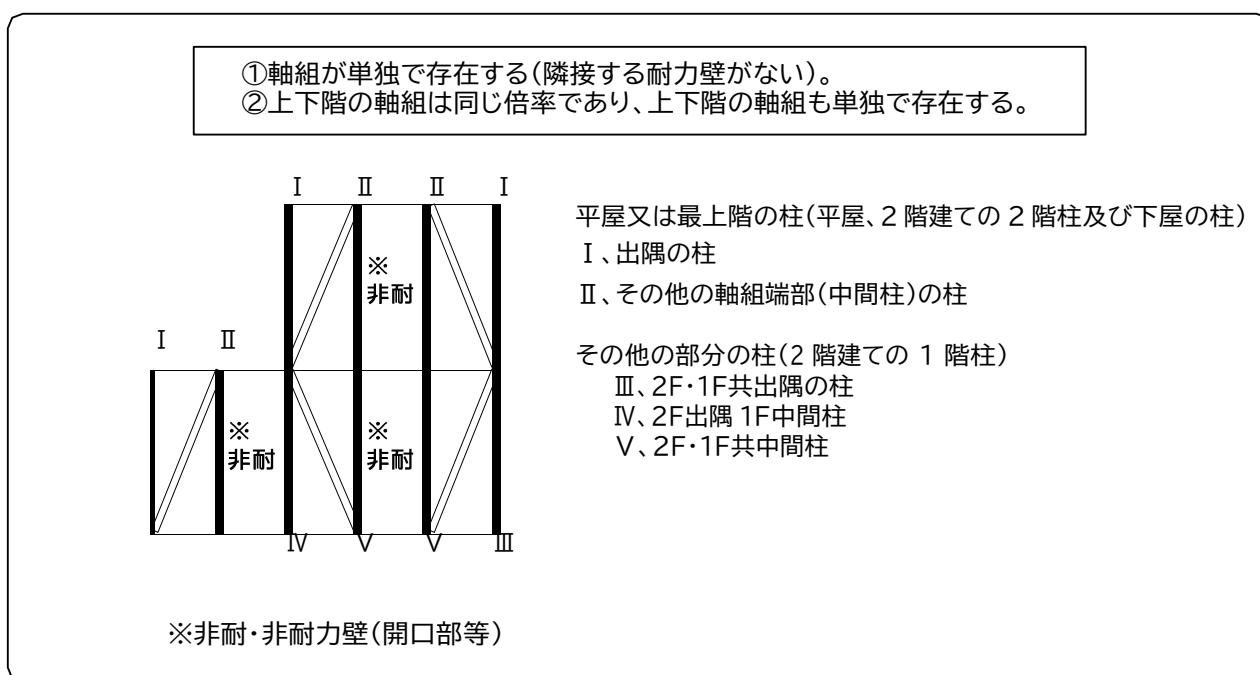 ①軸組が単独で存在する(隣接する耐力壁がない)。
②上下階の軸組は同じ倍率であり、上下階の軸組も単独で存在する。
Ⅰ Ⅱ Ⅱ Ⅰ
※
非耐
Ⅰ Ⅱ
※
非耐
※
非耐
Ⅳ Ⅴ Ⅴ Ⅲ
平屋又は最上階の柱(平屋、2 階建ての 2 階柱及び下屋の柱)
Ⅰ、出隅の柱
Ⅱ、その他の軸組端部(中間柱)の柱
その他の部分の柱(2 階建ての 1 階柱)
Ⅲ、2F・1F共出隅の柱
Ⅳ、2F出隅 1F中間柱
Ⅴ、2F・1F共中間柱
※非耐・非耐力壁(開口部等)